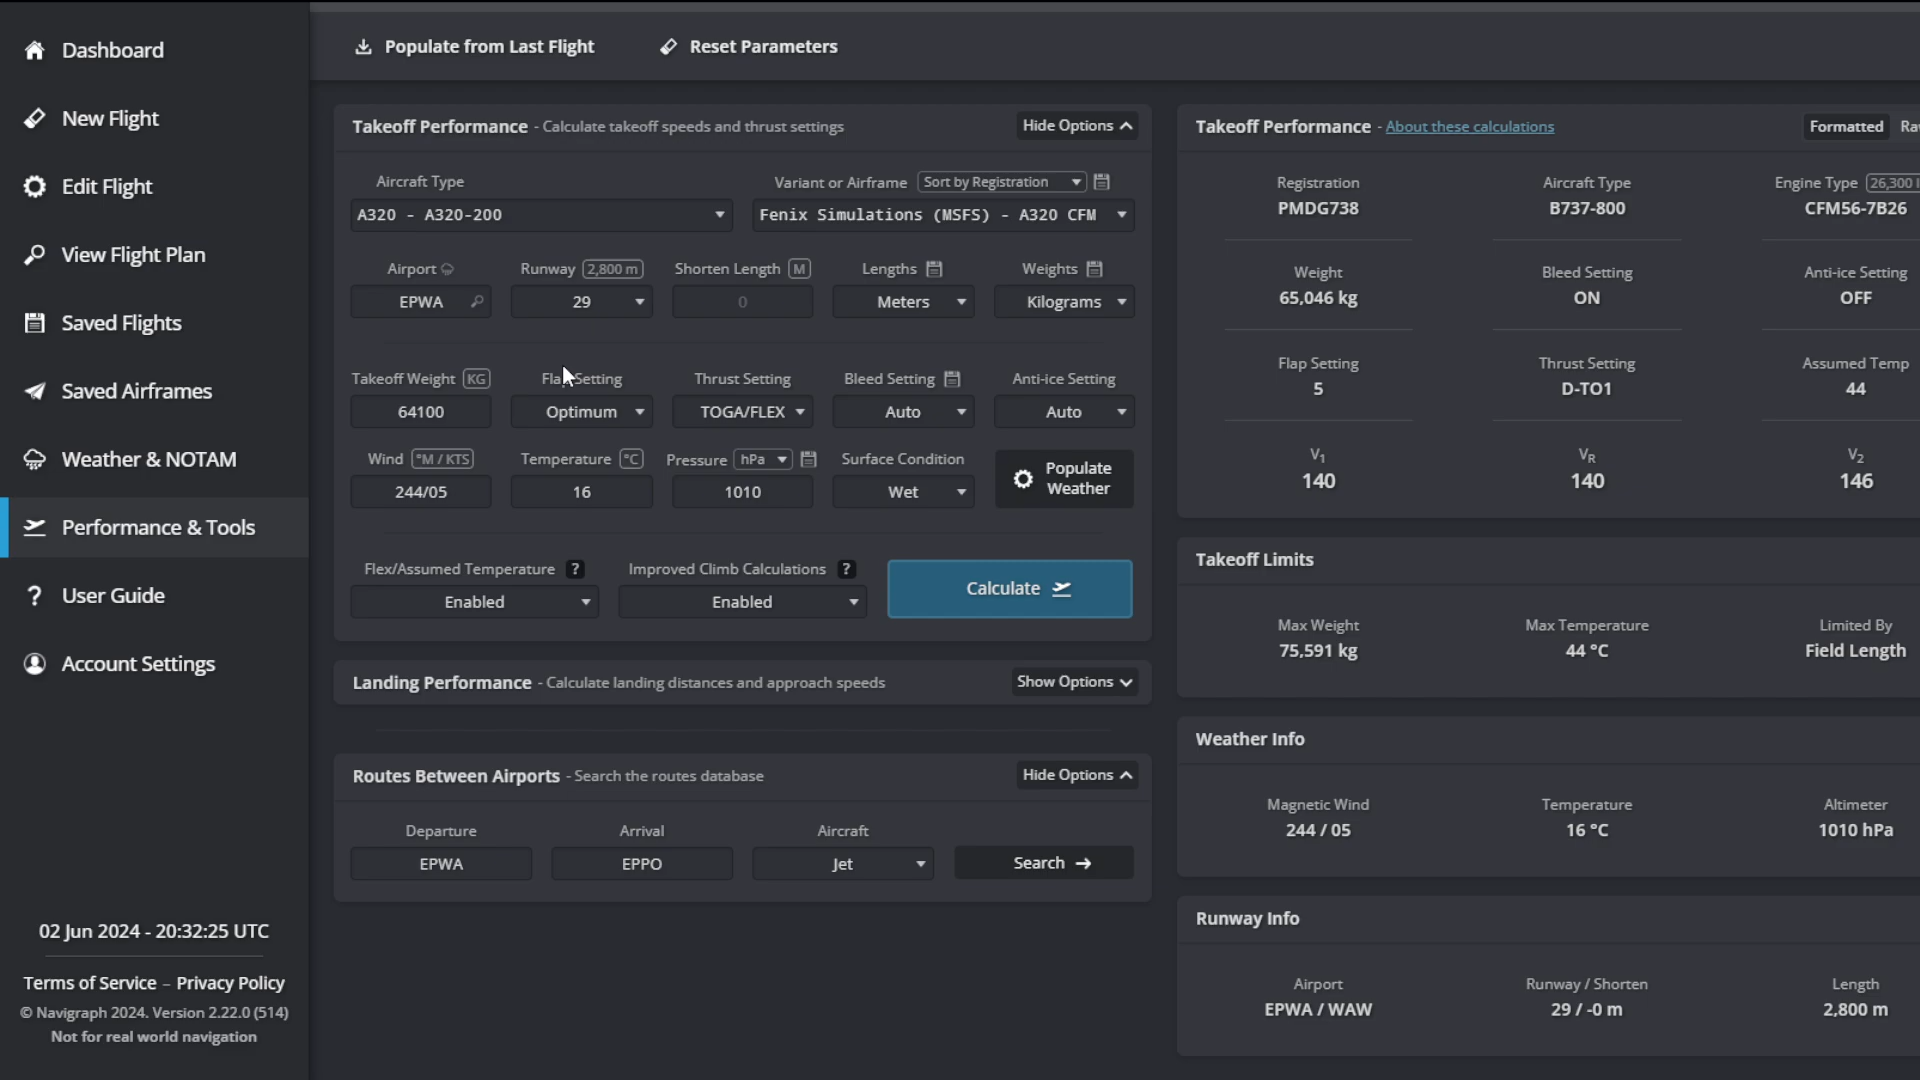 Dashboard
New Flight
Edit Flight
View Flight Plan
Saved Flights
Saved Airframes
Weather & NOTAM
Performance & Tools
User Guide
Account Settings
02 Jun 2024 - 20:32:25 UTC
Terms of Service – Privacy Policy
© Navigraph 2024. Version 2.22.0 (514)
Not for real world navigation
Populate from Last Flight Reset Parameters
Takeoff Performance - Calculate takeoff speeds and thrust settings Hide Options
Aircraft Type Variant or Airframe Sort by Registration
A320 - A320-200 Fenix Simulations (MSFS) - A320 CFM
Airport Runway 2,800 m Shorten Length M Lengths Weights
EPWA 29 0 Meters Kilograms
Takeoff Weight KG Flap Setting Thrust Setting Bleed Setting Anti-ice Setting
64100 Optimum TOGA/FLEX Auto Auto
Wind °M / KTS Temperature °C Pressure hPa Surface Condition Populate Weather
244/05 16 1010 Wet
Flex/Assumed Temperature ? Improved Climb Calculations ?
Enabled Enabled Calculate
Landing Performance - Calculate landing distances and approach speeds Show Options
Routes Between Airports - Search the routes database Hide Options
Departure Arrival Aircraft
EPWA EPPO Jet Search
Takeoff Performance - About these calculations Formatted
Registration Aircraft Type Engine Type 26,300
PMDG738 B737-800 CFM56-7B26
Weight Bleed Setting Anti-ice Setting
65,046 kg ON OFF
Flap Setting Thrust Setting Assumed Temp
5 D-TO1 44
V1 VR V2
140 140 146
Takeoff Limits
Max Weight Max Temperature Limited By
75,591 kg 44 °C Field Length
Weather Info
Magnetic Wind Temperature Altimeter
244 / 05 16 °C 1010 hPa
Runway Info
Airport Runway / Shorten Length
EPWA / WAW 29 / -0 m 2,800 m